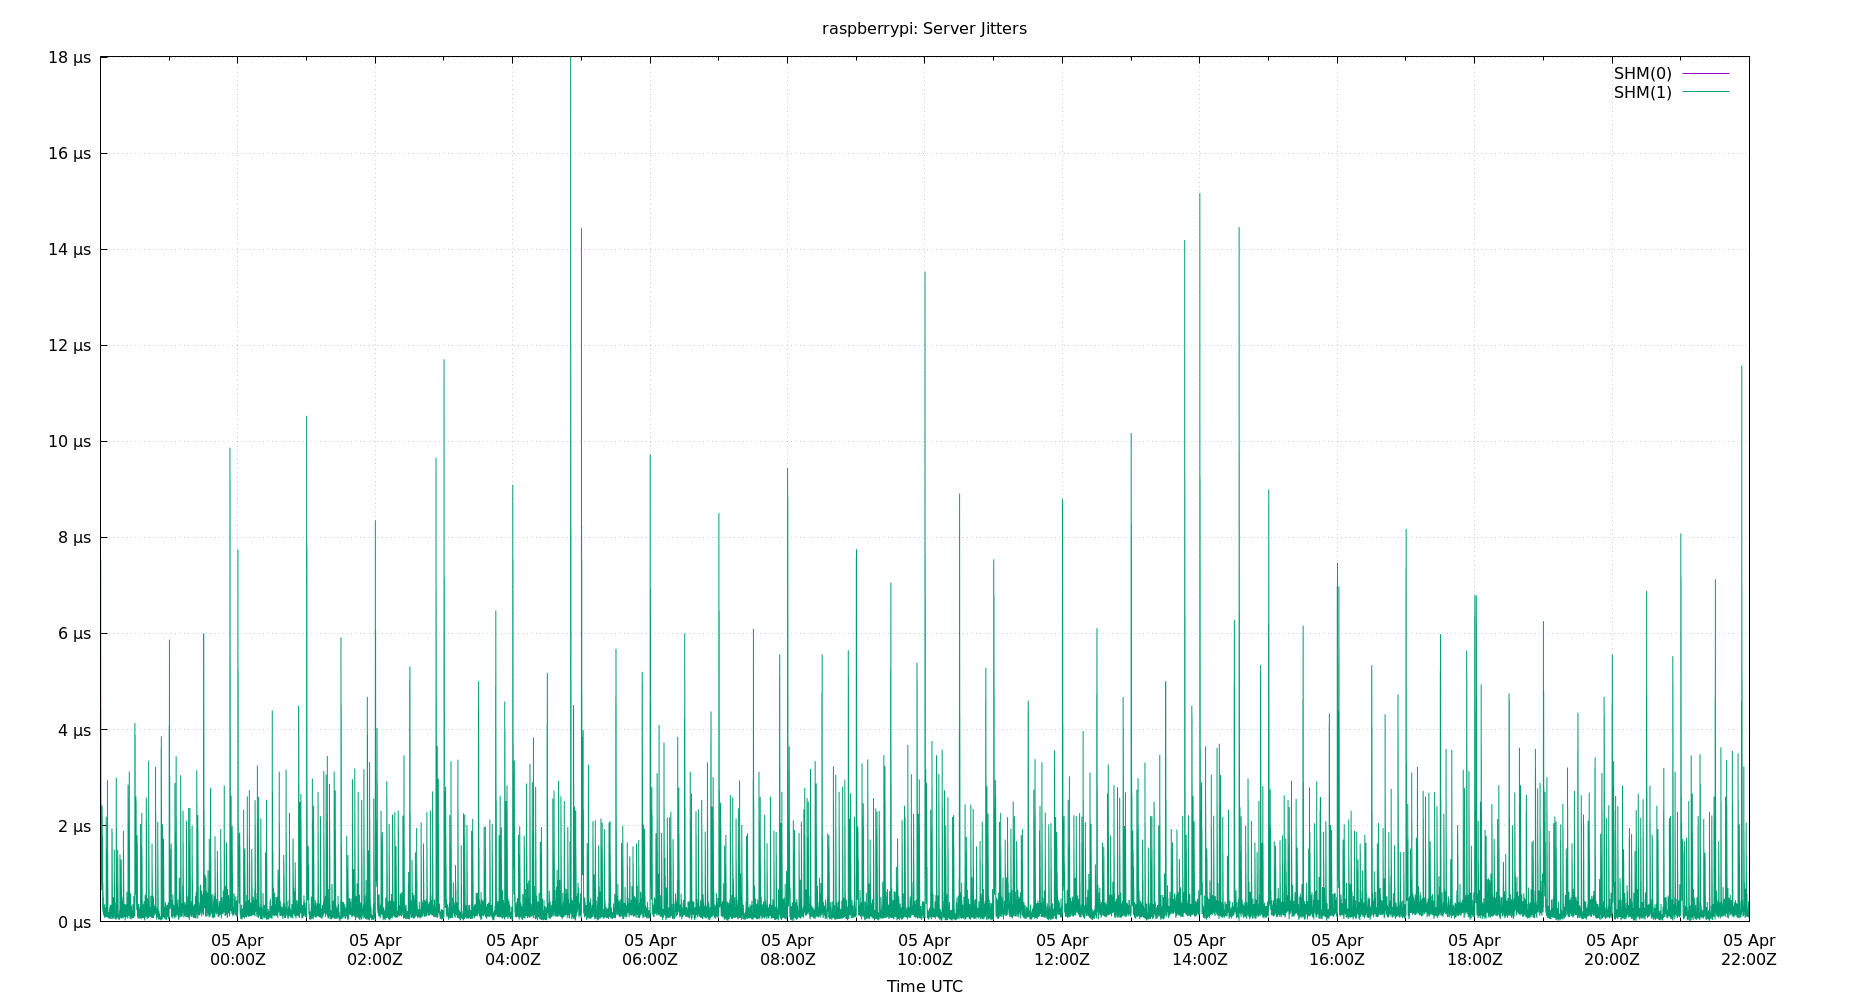 raspberrypi: Server Jitters
18 µs
16 µs
14 µs
12 µs
10 µs
8 µs
6 µs
4 µs
2 µs
0 µs
SHM(0)
SHM(1)
05 Apr
00:00Z
05 Apr
02:00Z
05 Apr
04:00Z
05 Apr
06:00Z
05 Apr
08:00Z
05 Apr
10:00Z
05 Apr
12:00Z
05 Apr
14:00Z
05 Apr
16:00Z
05 Apr
18:00Z
05 Apr
20:00Z
05 Apr
22:00Z
Time UTC